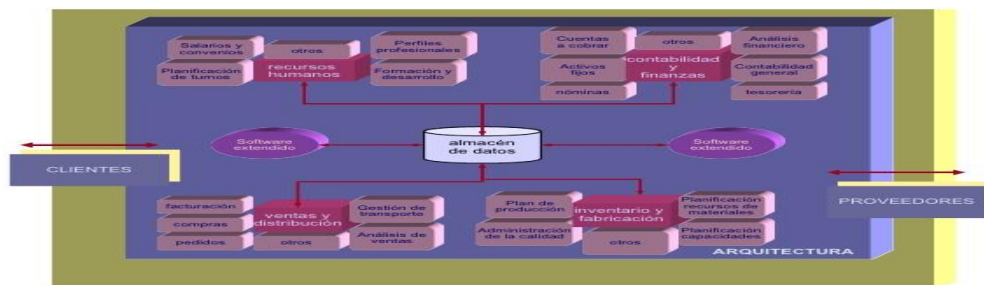 Salarios y
convenios
otros
Perfiles
profesionales
Planificación
de turnos
recursos
humanos
Formación y
desarrollo
Cuentas
a cobrar
otros
Análisis
financiero
Activos
fijos
contabilidad
y
finanzas
Contabilidad
general
nóminas
tesorería
Software
extendido
almacén
de datos
Software
extendido
CLIENTES
PROVEEDORES
facturación
compras
pedidos
ventas y
distribución
otros
Gestión de
transporte
Análisis de
ventas
Plan de
producción
Administración
de la calidad
inventario y
fabricación
otros
Planificación
recursos de
materiales
Planificación
capacidades
ARQUITECTURA